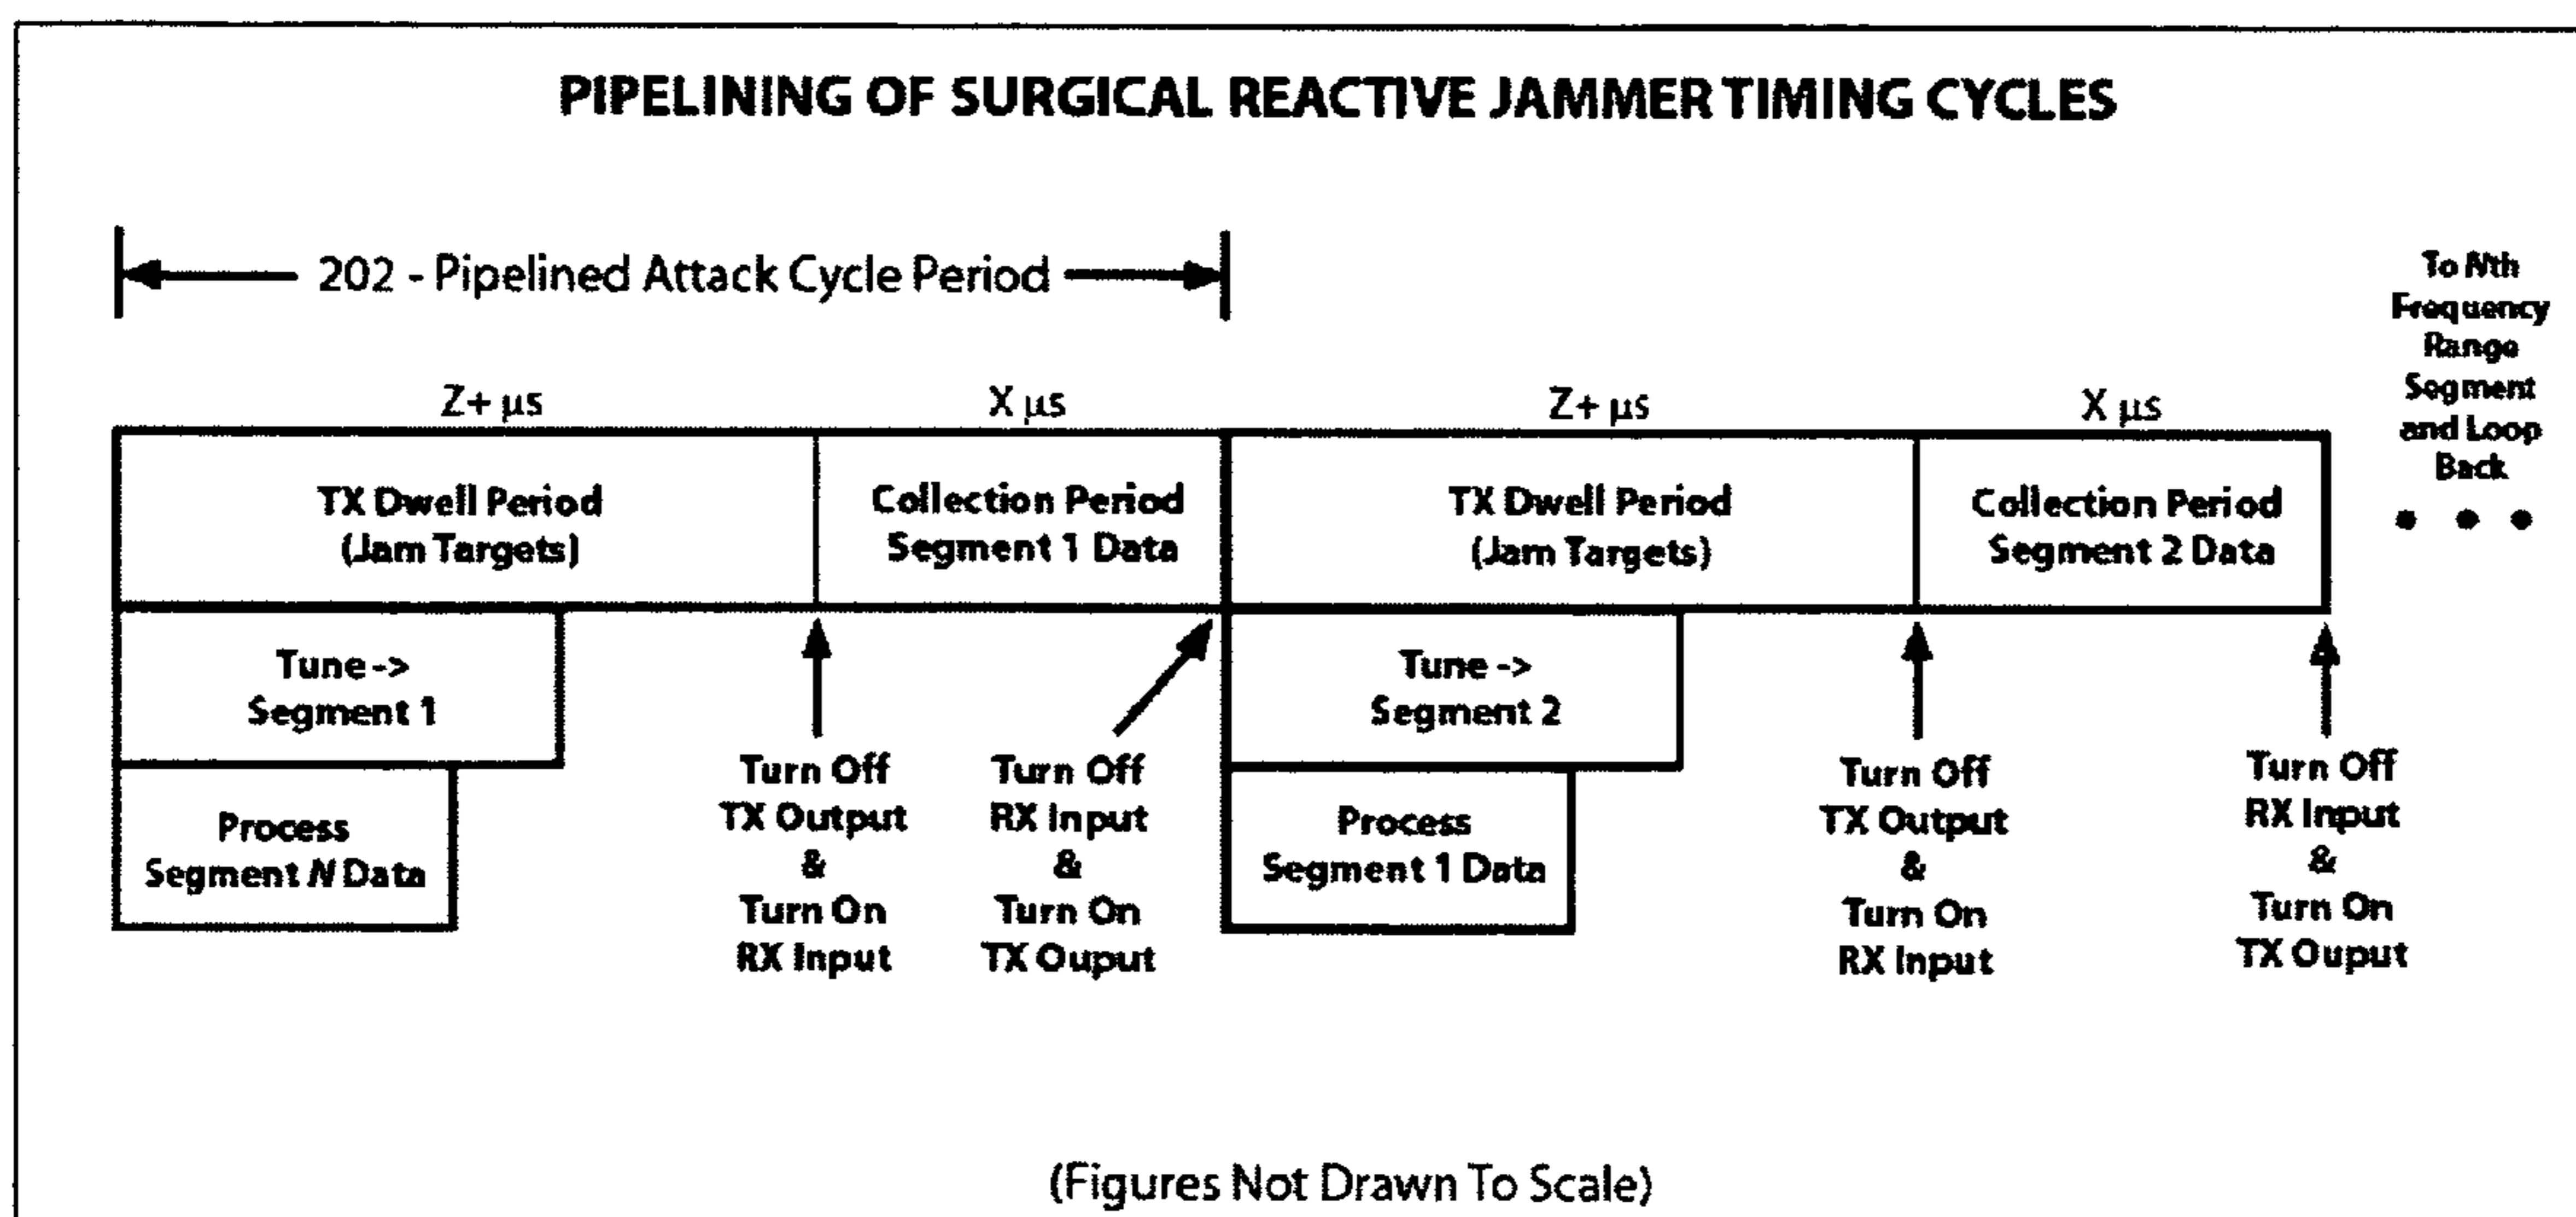 PIPELINING OF SURGICAL REACTIVE JAMMER TIMING CYCLES
202 - Pipelined Attack Cycle Period
To Nth
Frequency
Range
Segment
and Loop
Back
• • •
Z+ µs
X µs
Z+ µs
X µs
TX Dwell Period
(Jam Targets)
Collection Period
Segment 1 Data
TX Dwell Period
(Jam Targets)
Collection Period
Segment 2 Data
Tune ->
Segment 1
Tune ->
Segment 2
Process
Segment N Data
Turn Off
TX Output
&
Turn On
RX Input
Turn Off
RX Input
&
Turn On
TX Ouput
Process
Segment 1 Data
Turn Off
TX Output
&
Turn On
RX Input
Turn Off
RX Input
&
Turn On
TX Ouput
(Figures Not Drawn To Scale)